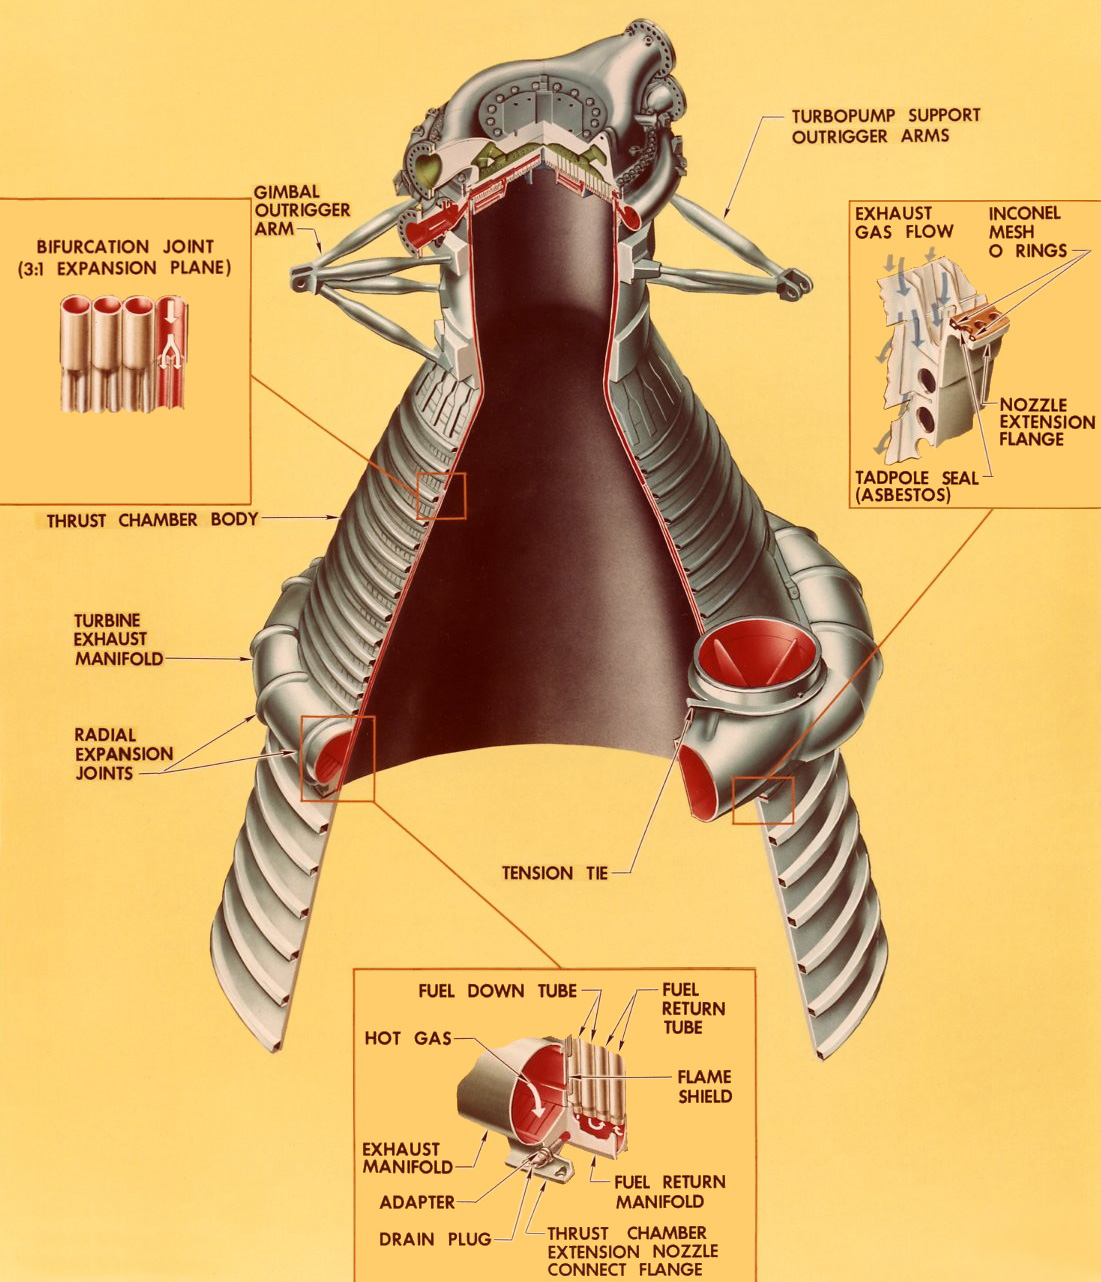 TURBOPUMP SUPPORT
OUTRIGGER ARMS
GIMBAL
OUTRIGGER
ARM
BIFURCATION JOINT
(3:1 EXPANSION PLANE)
EXHAUST
GAS FLOW
INCONEL
MESH
O RINGS
NOZZLE
EXTENSION
FLANGE
TADPOLE SEAL
(ASBESTOS)
THRUST CHAMBER BODY
TURBINE
EXHAUST
MANIFOLD
RADIAL
EXPANSION
JOINTS
TENSION TIE
FUEL DOWN TUBE
FUEL
RETURN
TUBE
HOT GAS
FLAME
SHIELD
EXHAUST
MANIFOLD
ADAPTER
DRAIN PLUG
FUEL RETURN
MANIFOLD
THRUST CHAMBER
EXTENSION NOZZLE
CONNECT FLANGE